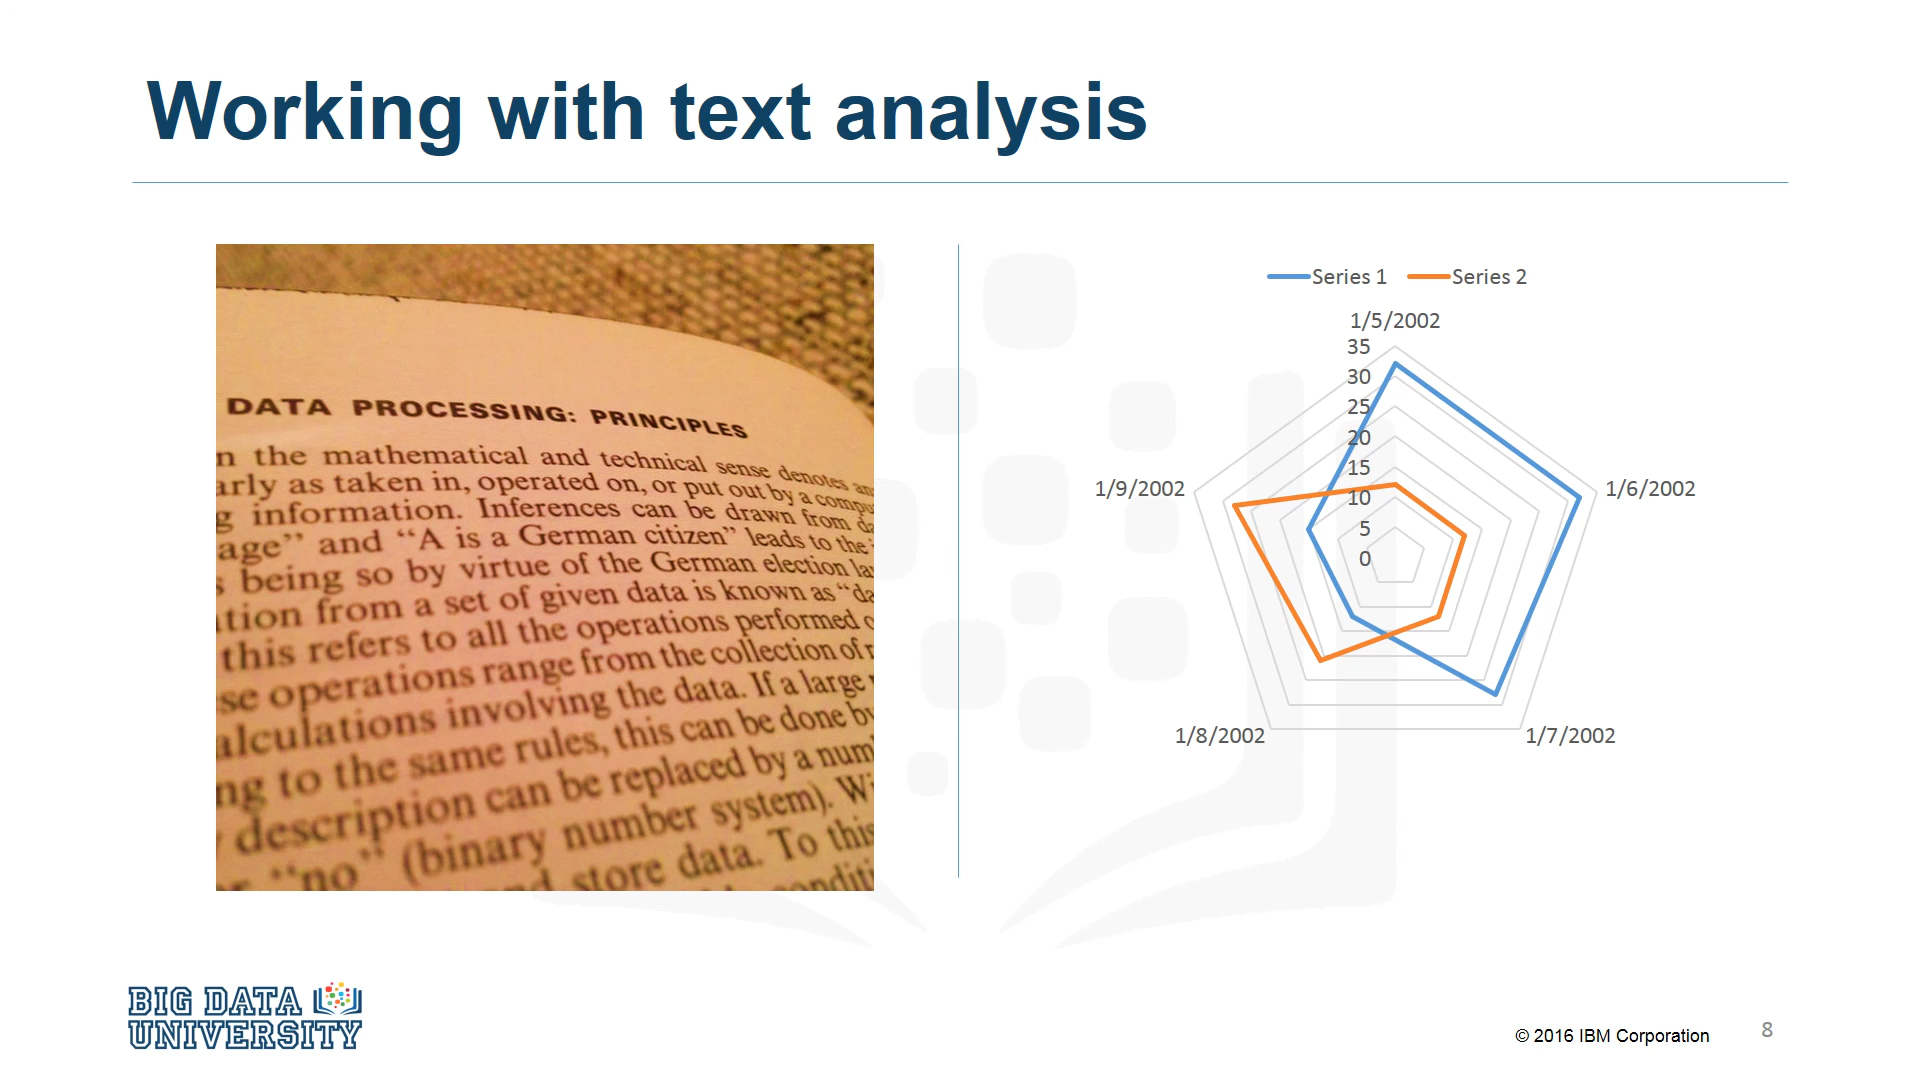 Working with text analysis
DATA PROCESSING: PRINCIPLES
n the mathematical and technical sense denotes
arly as taken in, operated on, or put out by a
g information. Inferences can be drawn from
age” and “A is a German citizen” leads to the
being so by virtue of the German election
tion from a set of given data is known as
this refers to all the operations performed
se operations range from the collection of
alculations involving the data. If a large
ng to the same rules, this can be done by
description can be replaced by a num
“no” (binary number system).
and store data. To this
Series 1 Series 2
1/5/2002
35
30
25
20
15
10
5
0
1/9/2002
1/6/2002
1/8/2002
1/7/2002
BIG DATA
UNIVERSITY
© 2016 IBM Corporation
8